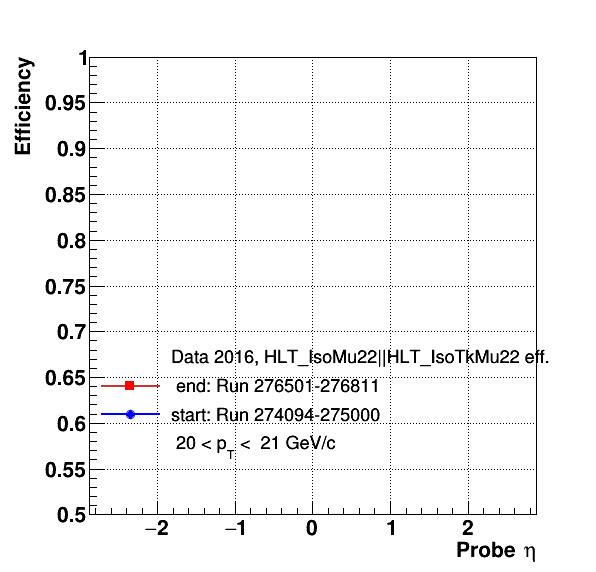 Efficiency
1
0.95
0.9
0.85
0.8
0.75
0.7
0.65
0.6
0.55
0.5
Data 2016, HLT_IsoMu22||HLT_IsoTkMu22 eff.
end: Run 276501-276811
start: Run 274094-275000
20 < p_T < 21 GeV/c
−2 −1 0 1 2
Probe η